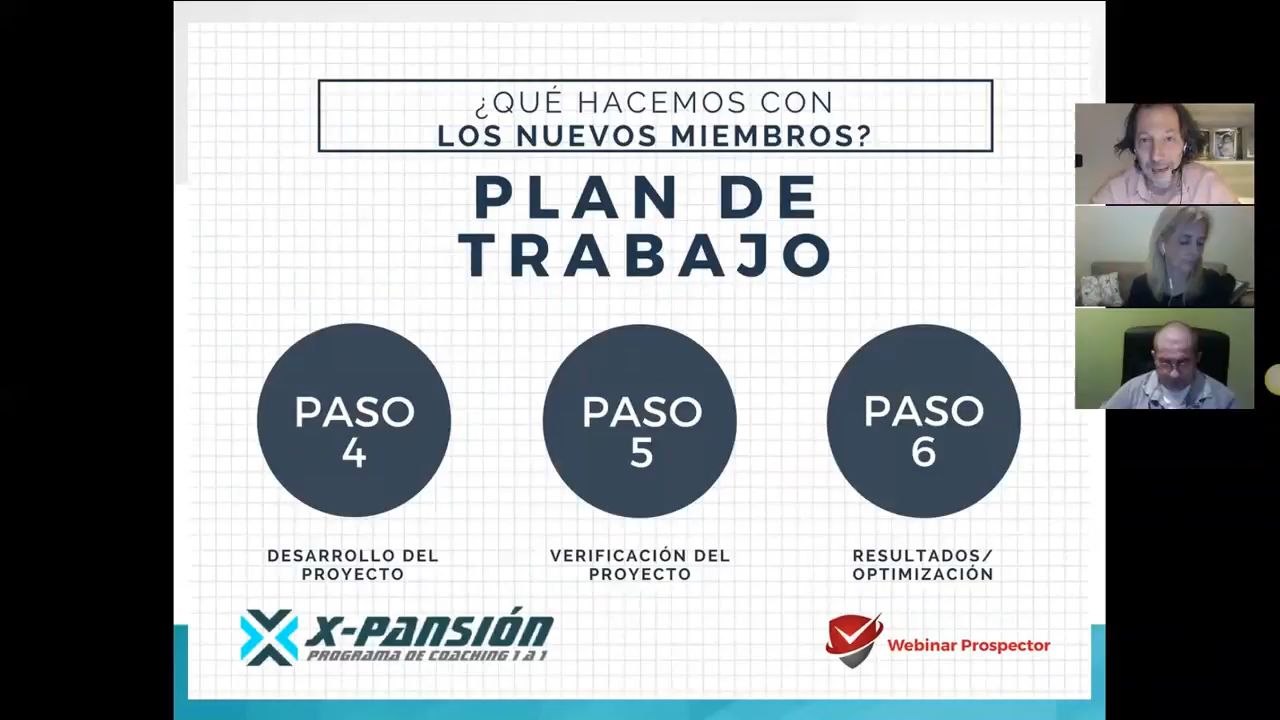 ¿QUÉ HACEMOS CON
LOS NUEVOS MIEMBROS?
PLAN DE
TRABAJO
PASO
4
PASO
5
PASO
6
DESARROLLO DEL
PROYECTO
VERIFICACIÓN DEL
PROYECTO
RESULTADOS/
OPTIMIZACIÓN
X-PANSIÓN
PROGRAMA DE COACHING 1 A 1
Webinar Prospector